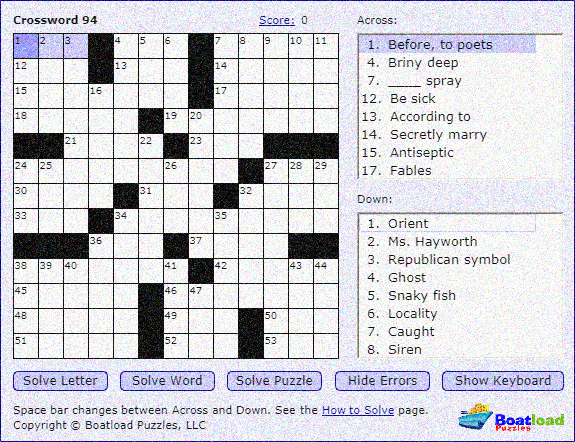 Crossword 94
Score: 0
1 2 3 4 5 6 7 8 9 10 11
12 13 14
15 16 17
18 19 20
21 22 23
24 25 26 27 28 29
30 31 32
33 34 35
36 37
38 39 40 41 42 43 44
45 46 47
48 49 50
51 52 53
Across:
1. Before, to poets
4. Briny deep
7. ____ spray
12. Be sick
13. According to
14. Secretly marry
15. Antiseptic
17. Fables
Down:
1. Orient
2. Ms. Hayworth
3. Republican symbol
4. Ghost
5. Snaky fish
6. Locality
7. Caught
8. Siren
Solve Letter Solve Word Solve Puzzle Hide Errors Show Keyboard
Space bar changes between Across and Down. See the How to Solve page.
Copyright © Boatload Puzzles, LLC
Boatload
Puzzles